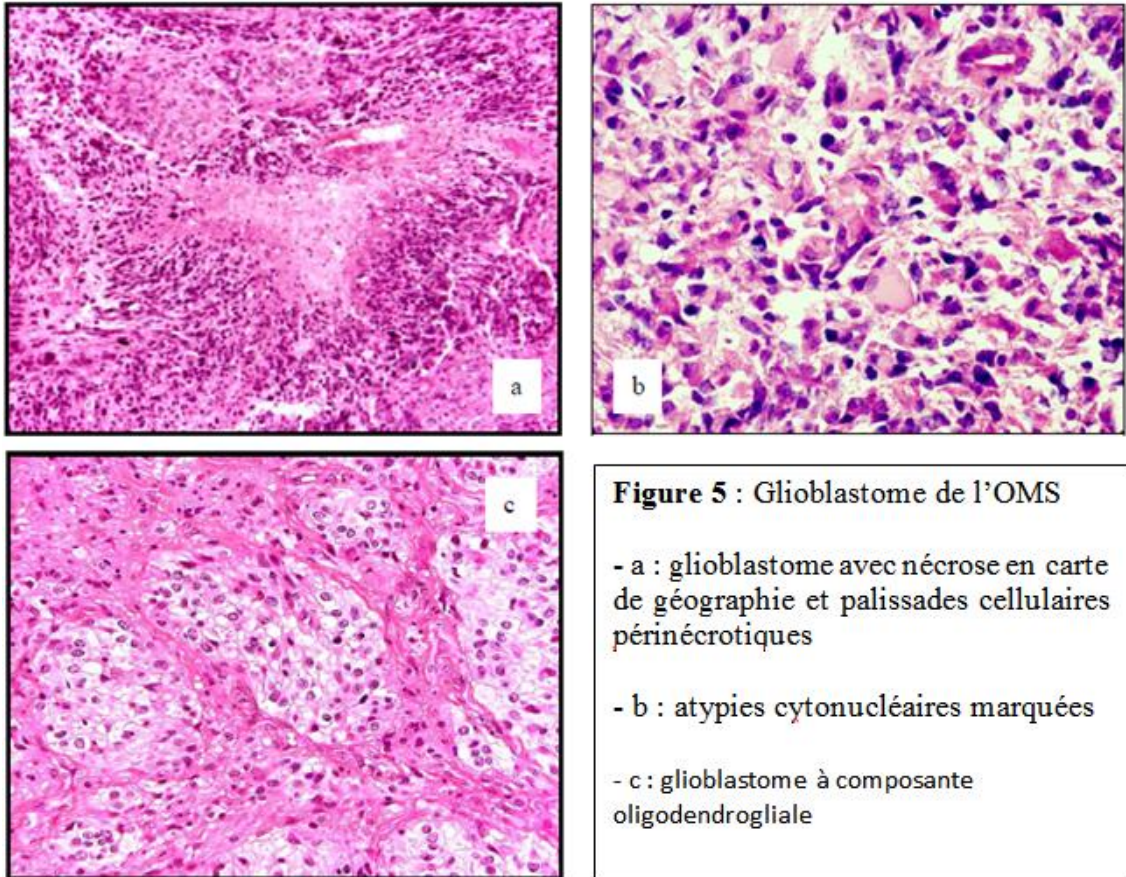 a
b
c
Figure 5 : Glioblastome de l'OMS
- a : glioblastome avec nécrose en carte
de géographie et palissades cellulaires
périnécrotiques
- b : atypies cytonucléaires marquées
- c : glioblastome à composante
oligodendrogliale